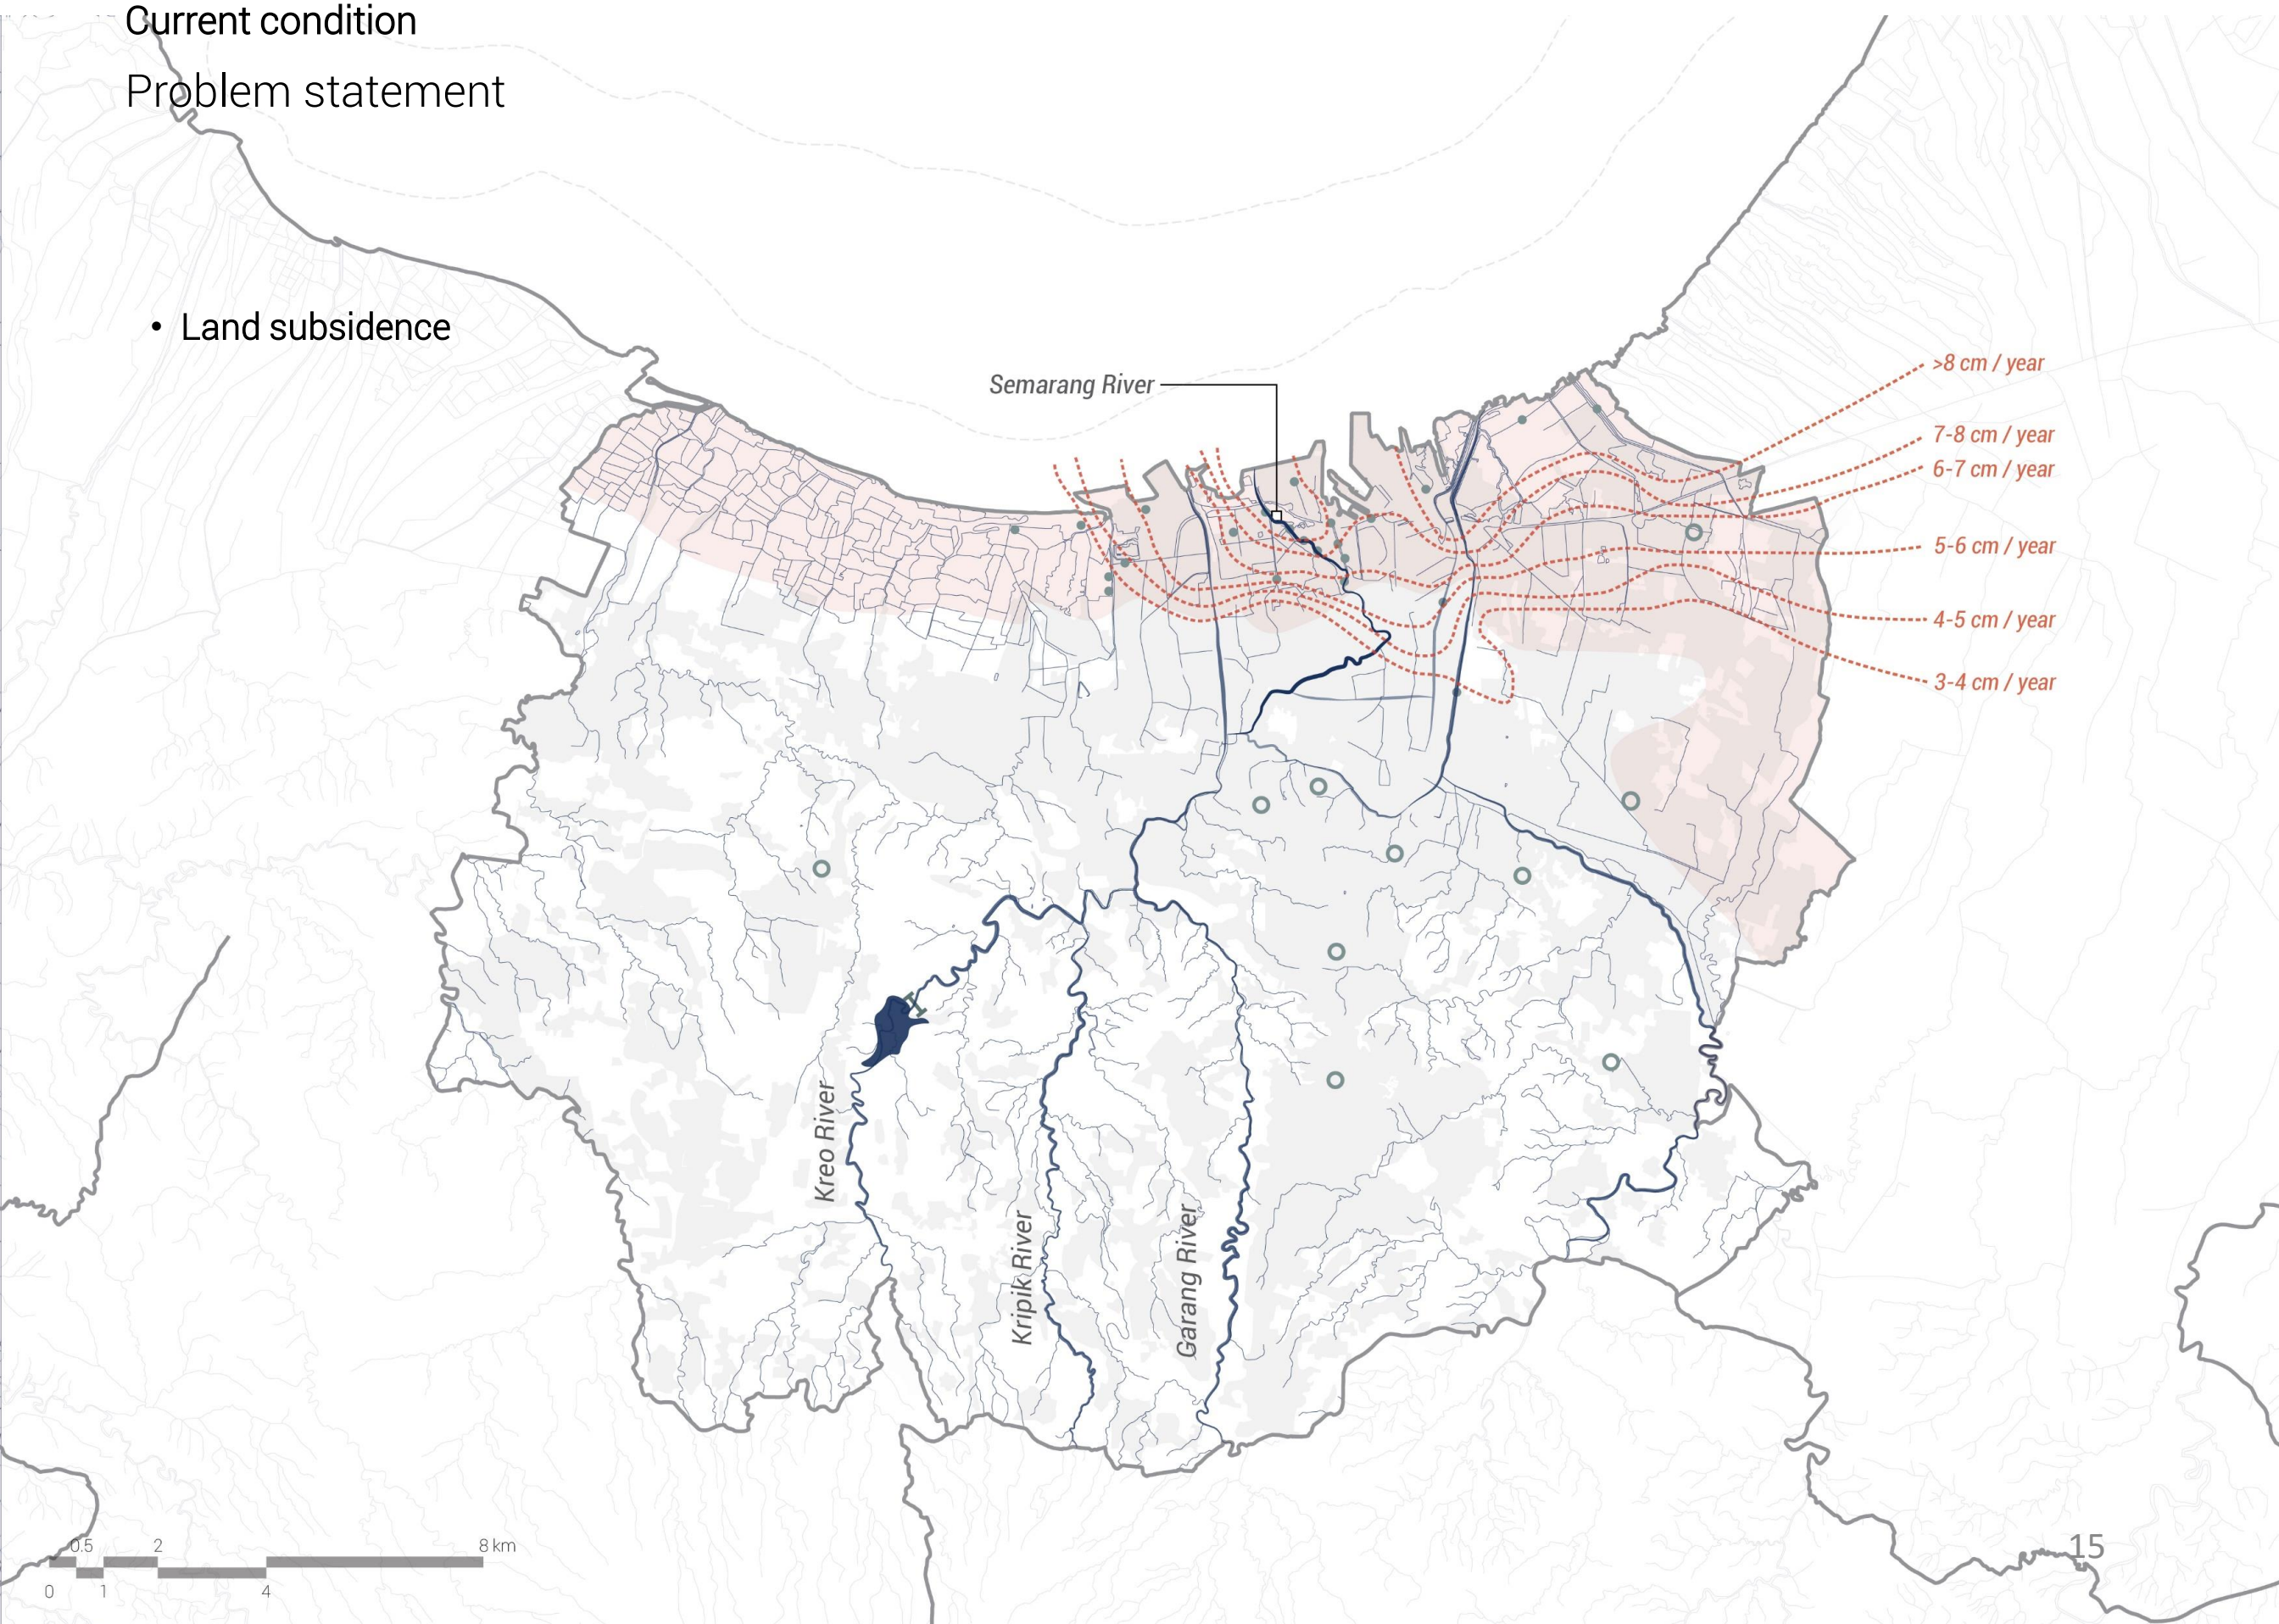 Current condition
Problem statement
• Land subsidence
Semarang River
>8 cm / year
7-8 cm / year
6-7 cm / year
5-6 cm / year
4-5 cm / year
3-4 cm / year
Kreo River
Kripik River
Garang River
0.5 2 8 km
0 1 4
15